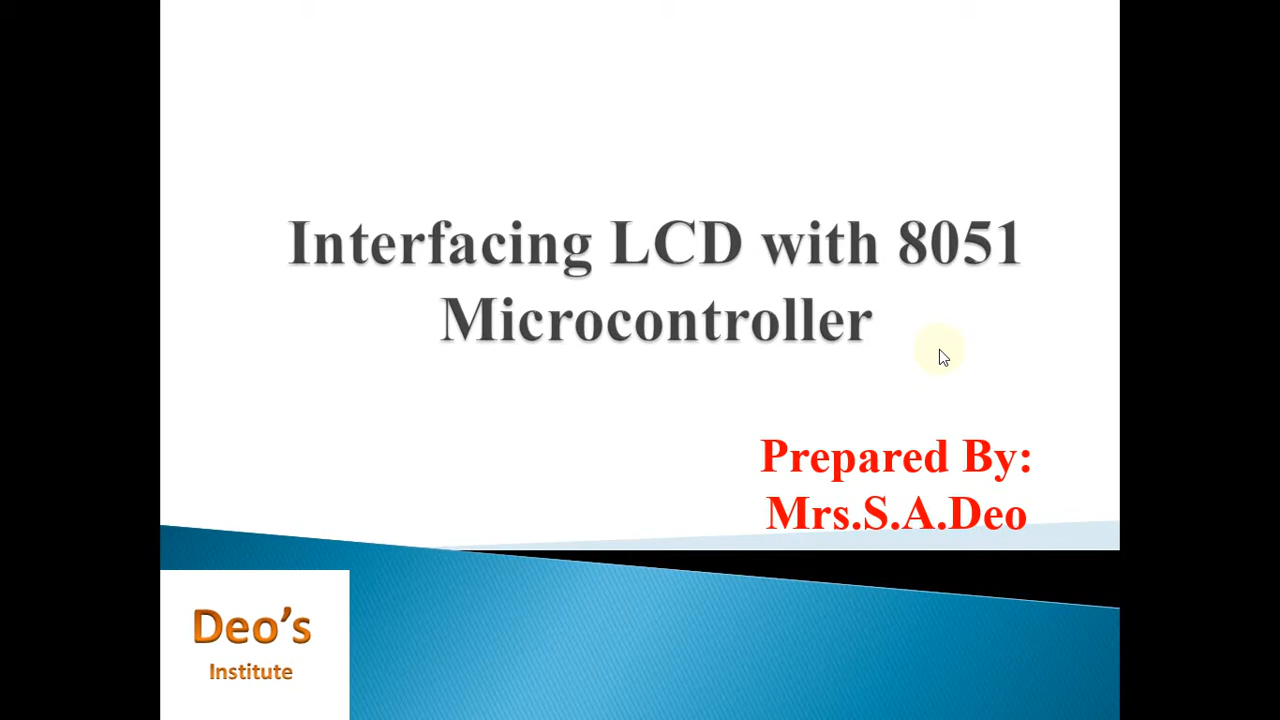 Interfacing LCD with 8051
Microcontroller
Prepared By:
Mrs.S.A.Deo
Deo's
Institute